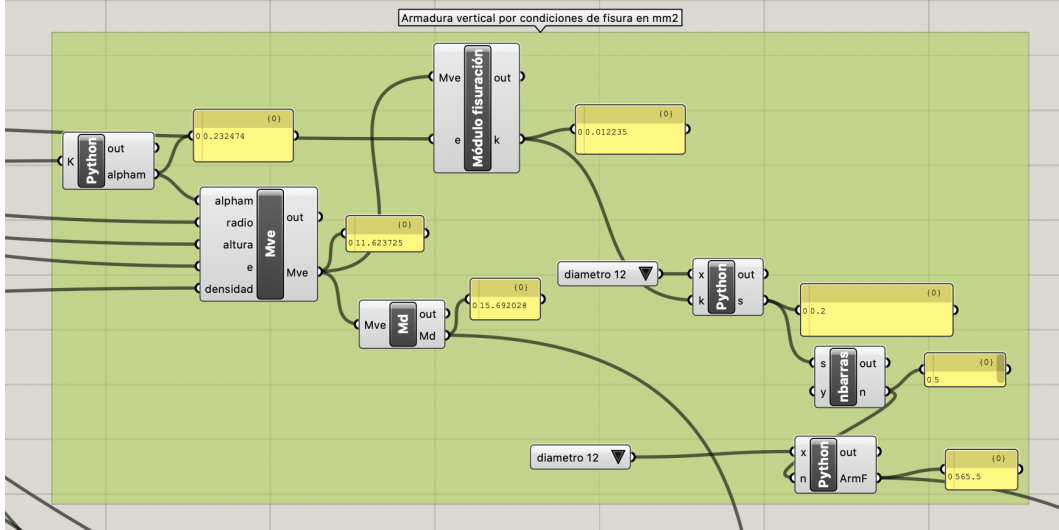 Armadura vertical por condiciones de fisura en mm2
K
Python
out
alpham
{0}
0 0.232474
Mve
e
Módulo fisuración
out
k
{0}
0 0.012235
alpham
radio
altura
e
densidad
Mve
out
Mve
{0}
0 11.623725
Mve
Md
out
Md
{0}
0 15.692028
diametro 12
x
k
Python
out
s
{0}
0 0.2
s
y
nbarras
out
n
{0}
0 5
diametro 12
x
n
Python
out
ArmF
{0}
0 565.5